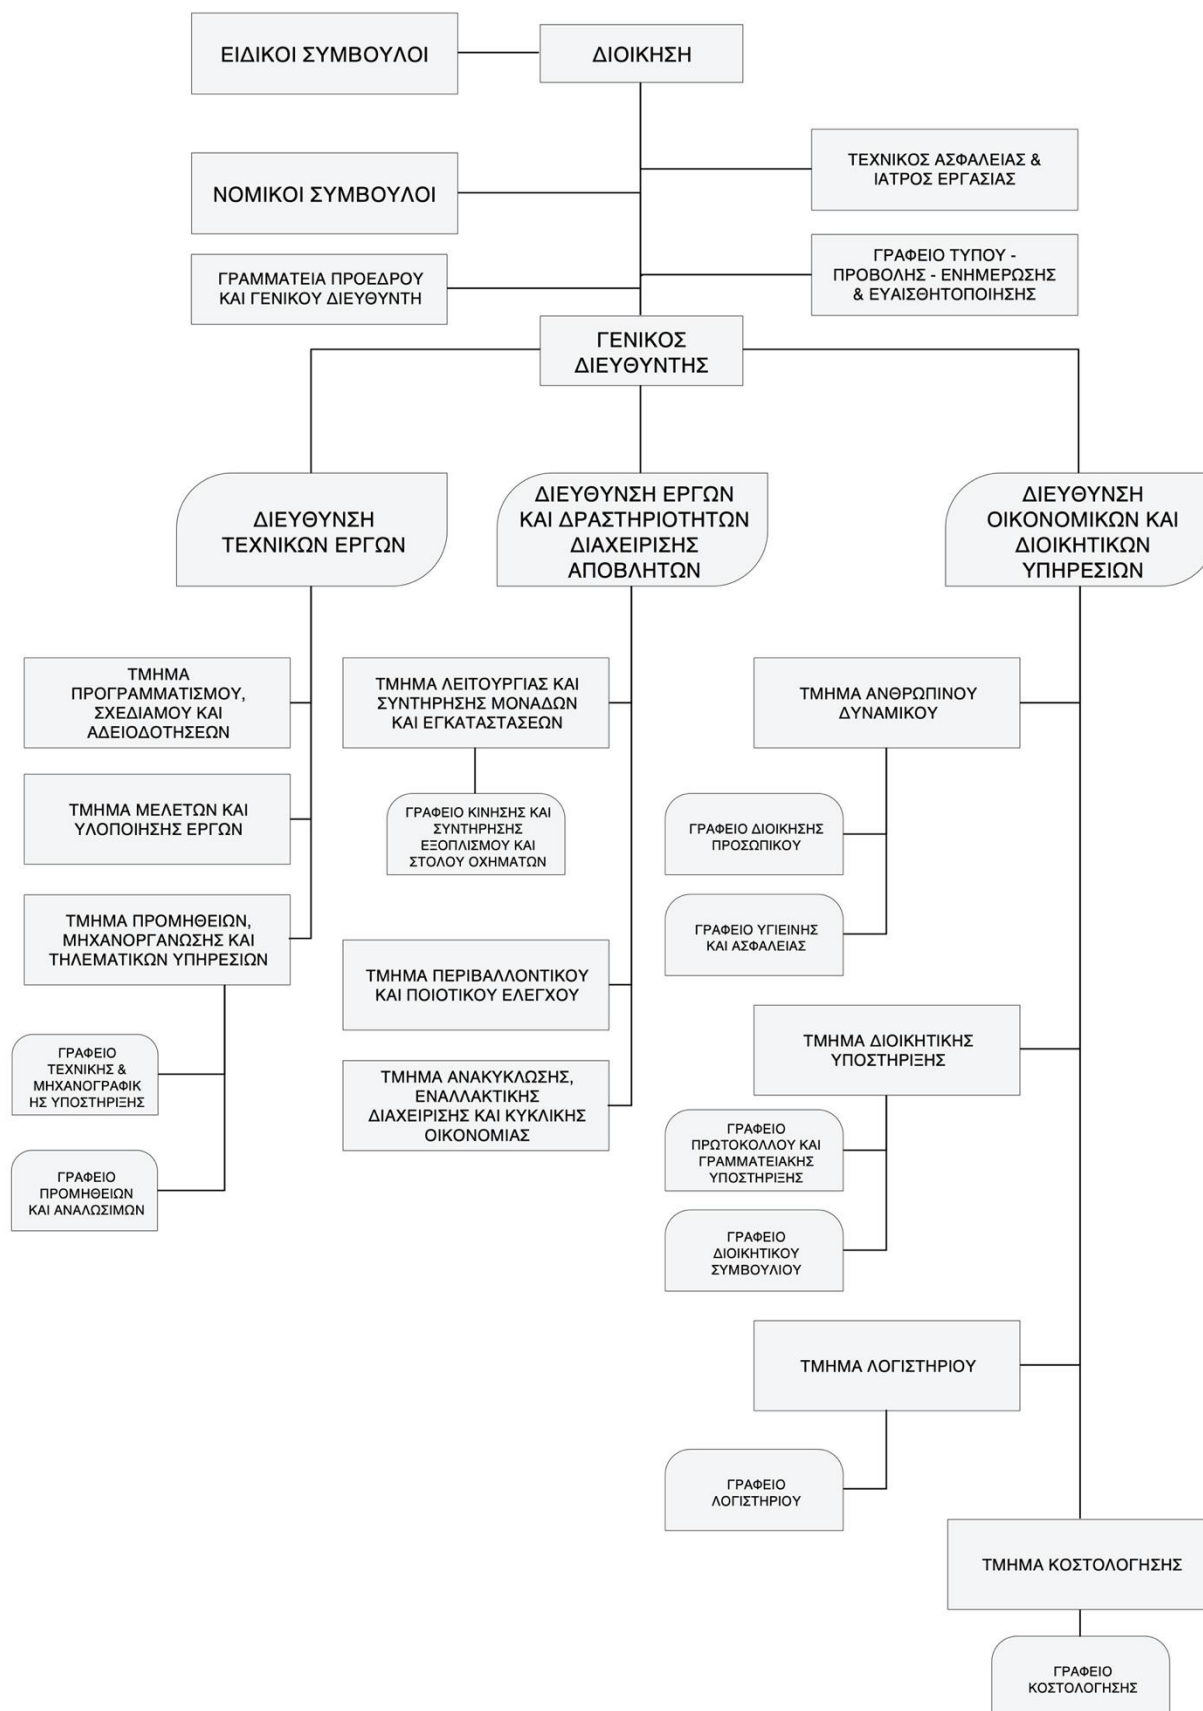 ΕΙΔΙΚΟΙ ΣΥΜΒΟΥΛΟΙ
ΔΙΟΙΚΗΣΗ
ΤΕΧΝΙΚΟΣ ΑΣΦΑΛΕΙΑΣ &
ΙΑΤΡΟΣ ΕΡΓΑΣΙΑΣ
ΝΟΜΙΚΟΙ ΣΥΜΒΟΥΛΟΙ
ΓΡΑΦΕΙΟ ΤΥΠΟΥ -
ΠΡΟΒΟΛΗΣ - ΕΝΗΜΕΡΩΣΗΣ
& ΕΥΑΙΣΘΗΤΟΠΟΙΗΣΗΣ
ΓΡΑΜΜΑΤΕΙΑ ΠΡΟΕΔΡΟΥ
ΚΑΙ ΓΕΝΙΚΟΥ ΔΙΕΥΘΥΝΤΗ
ΓΕΝΙΚΟΣ
ΔΙΕΥΘΥΝΤΗΣ
ΔΙΕΥΘΥΝΣΗ
ΤΕΧΝΙΚΩΝ ΕΡΓΩΝ
ΔΙΕΥΘΥΝΣΗ ΕΡΓΩΝ
ΚΑΙ ΔΡΑΣΤΗΡΙΟΤΗΤΩΝ
ΔΙΑΧΕΙΡΙΣΗΣ
ΑΠΟΒΛΗΤΩΝ
ΔΙΕΥΘΥΝΣΗ
ΟΙΚΟΝΟΜΙΚΩΝ ΚΑΙ
ΔΙΟΙΚΗΤΙΚΩΝ
ΥΠΗΡΕΣΙΩΝ
ΤΜΗΜΑ
ΠΡΟΓΡΑΜΜΑΤΙΣΜΟΥ,
ΣΧΕΔΙΑΜΟΥ ΚΑΙ
ΑΔΕΙΟΔΟΤΗΣΕΩΝ
ΤΜΗΜΑ ΜΕΛΕΤΩΝ ΚΑΙ
ΥΛΟΠΟΙΗΣΗΣ ΕΡΓΩΝ
ΤΜΗΜΑ ΠΡΟΜΗΘΕΙΩΝ,
ΜΗΧΑΝΟΡΓΑΝΩΣΗΣ ΚΑΙ
ΤΗΛΕΜΑΤΙΚΩΝ ΥΠΗΡΕΣΙΩΝ
ΓΡΑΦΕΙΟ
ΤΕΧΝΙΚΗΣ &
ΜΗΧΑΝΟΓΡΑΦΙΚ
ΗΣ ΥΠΟΣΤΗΡΙΞΗΣ
ΓΡΑΦΕΙΟ
ΠΡΟΜΗΘΕΙΩΝ
ΚΑΙ ΑΝΑΛΩΣΙΜΩΝ
ΤΜΗΜΑ ΛΕΙΤΟΥΡΓΙΑΣ ΚΑΙ
ΣΥΝΤΗΡΗΣΗΣ ΜΟΝΑΔΩΝ
ΚΑΙ ΕΓΚΑΤΑΣΤΑΣΕΩΝ
ΓΡΑΦΕΙΟ ΚΙΝΗΣΗΣ ΚΑΙ
ΣΥΝΤΗΡΗΣΗΣ
ΕΞΟΠΛΙΣΜΟΥ ΚΑΙ
ΣΤΟΛΟΥ ΟΧΗΜΑΤΩΝ
ΤΜΗΜΑ ΠΕΡΙΒΑΛΛΟΝΤΙΚΟΥ
ΚΑΙ ΠΟΙΟΤΙΚΟΥ ΕΛΕΓΧΟΥ
ΤΜΗΜΑ ΑΝΑΚΥΚΛΩΣΗΣ,
ΕΝΑΛΛΑΚΤΙΚΗΣ
ΔΙΑΧΕΙΡΙΣΗΣ ΚΑΙ ΚΥΚΛΙΚΗΣ
ΟΙΚΟΝΟΜΙΑΣ
ΤΜΗΜΑ ΑΝΘΡΩΠΙΝΟΥ
ΔΥΝΑΜΙΚΟΥ
ΓΡΑΦΕΙΟ ΔΙΟΙΚΗΣΗΣ
ΠΡΟΣΩΠΙΚΟΥ
ΓΡΑΦΕΙΟ ΥΓΙΕΙΝΗΣ
ΚΑΙ ΑΣΦΑΛΕΙΑΣ
ΤΜΗΜΑ ΔΙΟΙΚΗΤΙΚΗΣ
ΥΠΟΣΤΗΡΙΞΗΣ
ΓΡΑΦΕΙΟ
ΠΡΩΤΟΚΟΛΛΟΥ ΚΑΙ
ΓΡΑΜΜΑΤΕΙΑΚΗΣ
ΥΠΟΣΤΗΡΙΞΗΣ
ΓΡΑΦΕΙΟ
ΔΙΟΙΚΗΤΙΚΟΥ
ΣΥΜΒΟΥΛΙΟΥ
ΤΜΗΜΑ ΛΟΓΙΣΤΗΡΙΟΥ
ΓΡΑΦΕΙΟ
ΛΟΓΙΣΤΗΡΙΟΥ
ΤΜΗΜΑ ΚΟΣΤΟΛΟΓΗΣΗΣ
ΓΡΑΦΕΙΟ
ΚΟΣΤΟΛΟΓΗΣΗΣ